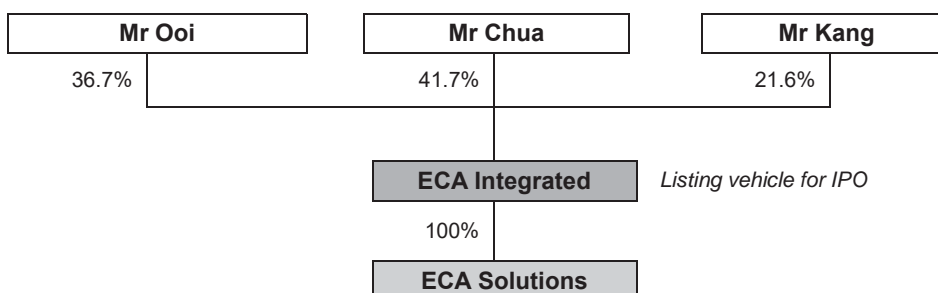 Mr Ooi
Mr Chua
Mr Kang
36.7%
41.7%
21.6%
ECA Integrated
Listing vehicle for IPO
100%
ECA Solutions